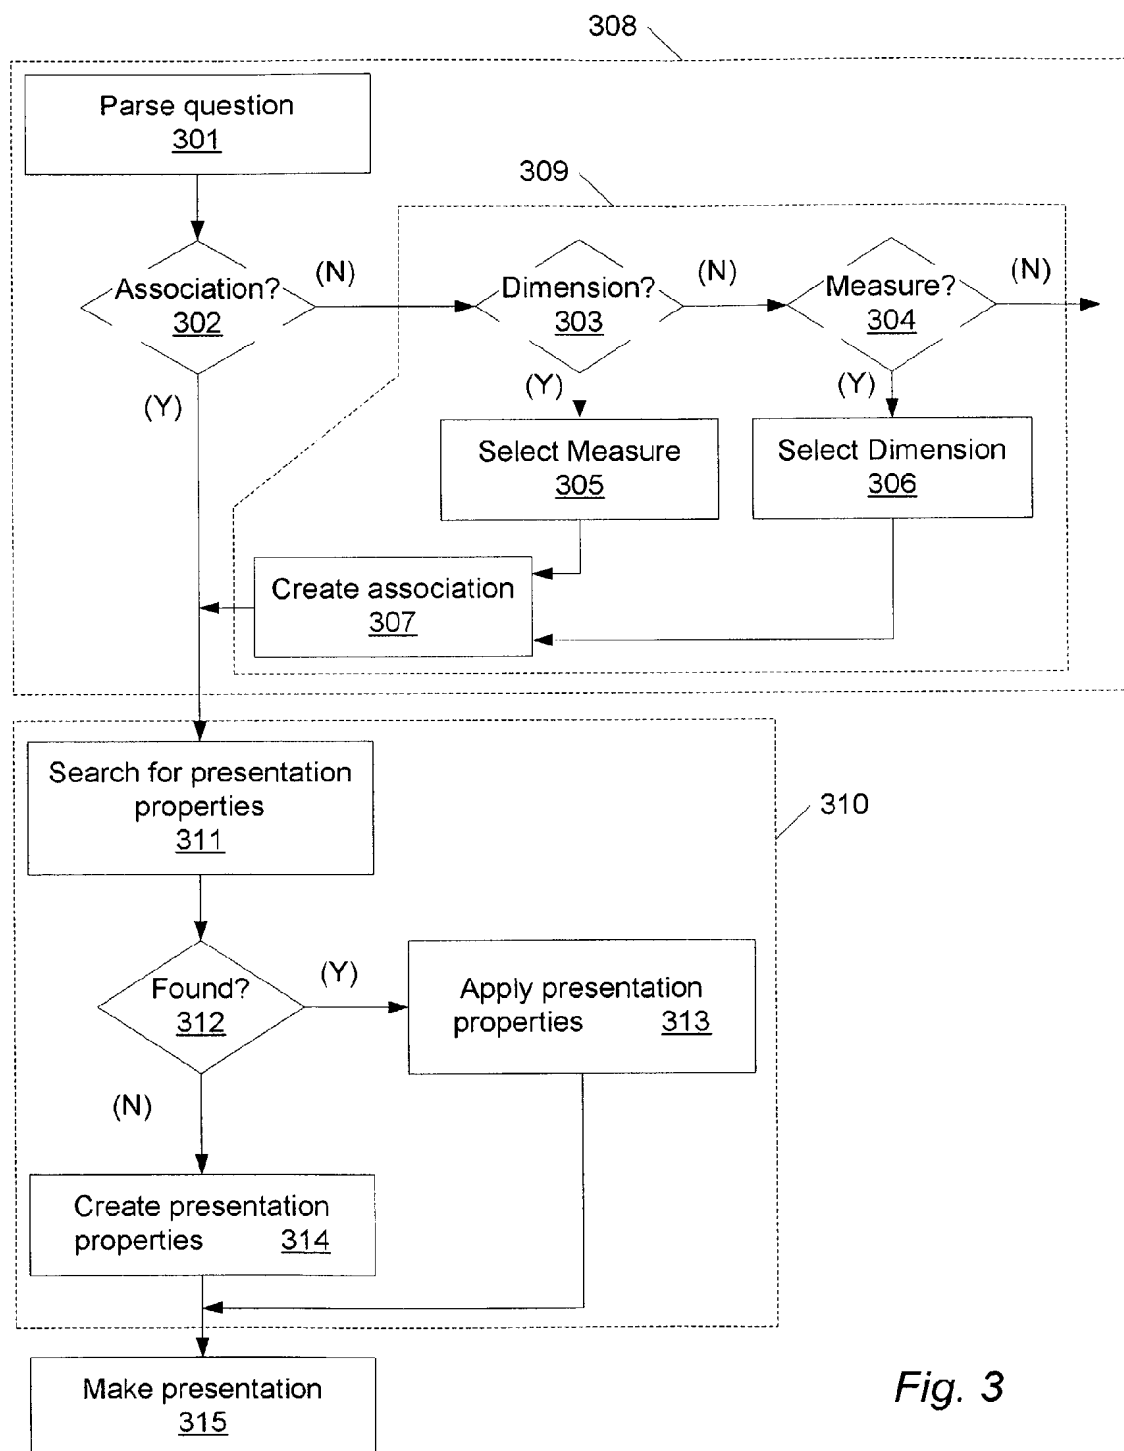 308
Parse question
301
309
Association?
302
(N)
Dimension?
303
(N)
Measure?
304
(N)
(Y)
(Y)
(Y)
Select Measure
305
Select Dimension
306
Create association
307
Search for presentation
properties
311
310
Found?
312
(Y)
Apply presentation
properties 313
(N)
Create presentation
properties 314
Make presentation
315
Fig. 3